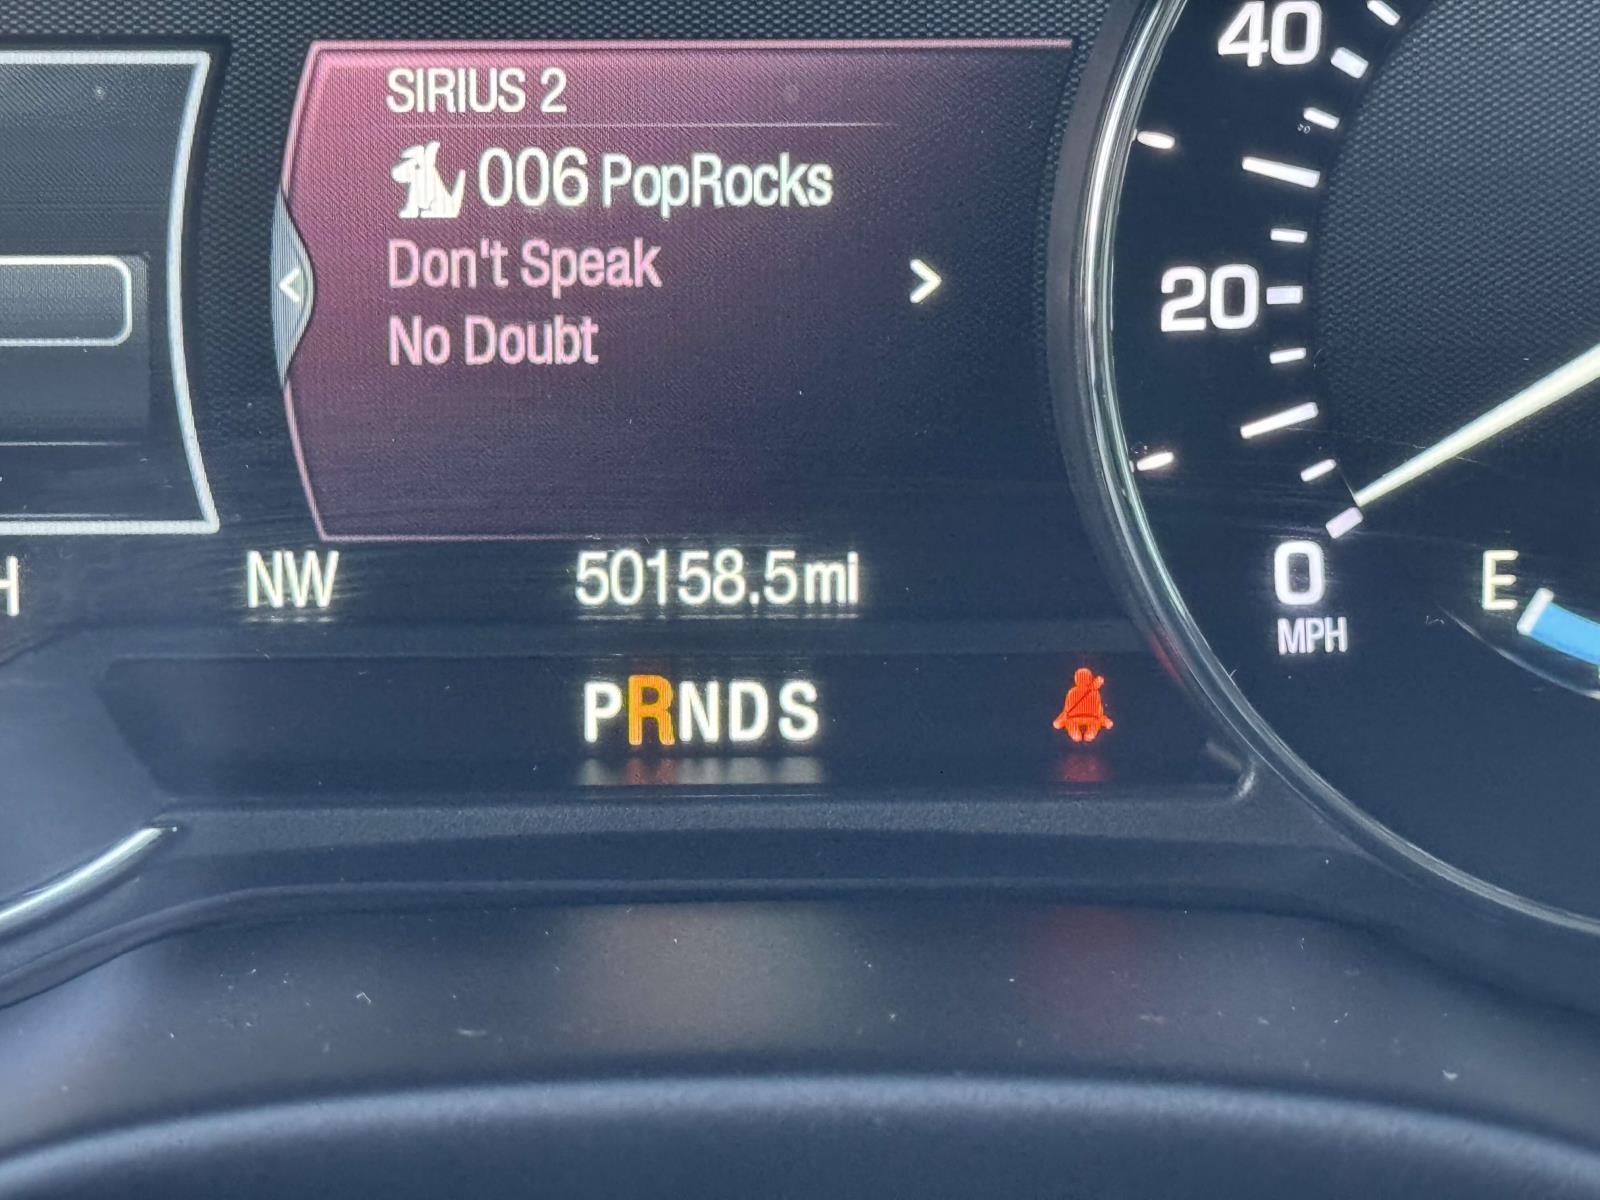 SIRIUS 2
006 PopRocks
Don't Speak
No Doubt
<
>
H
NW
50158.5mi
PRNDS
40
20
0
MPH
E